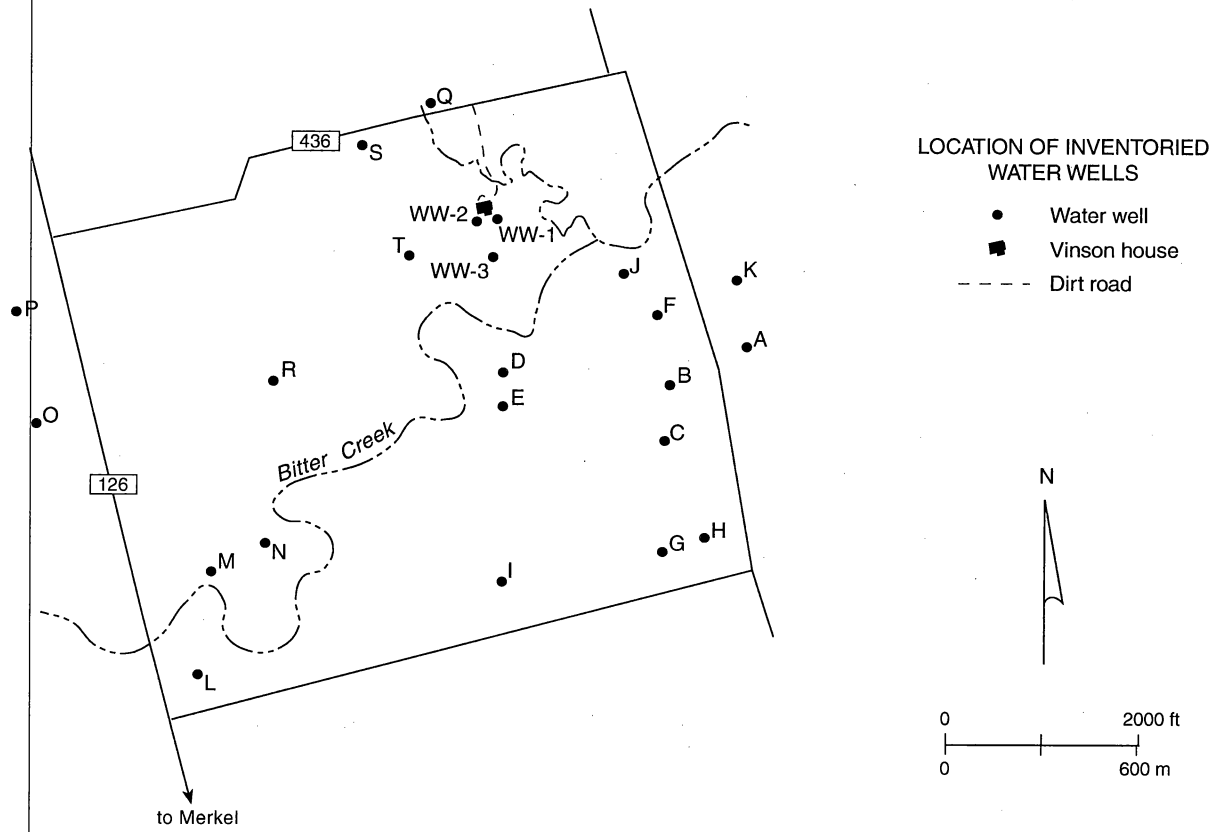 Q
436
S
LOCATION OF INVENTORIED
WATER WELLS
WW-2
Water well
WW-1
T
Vinson house
WW-3
J
K
Dirt road
P
F
A
D
R
B
E
O
C
Bitter Creek
N
126
H
G
N
M
I
L
0 2000 ft
0 600 m
to Merkel